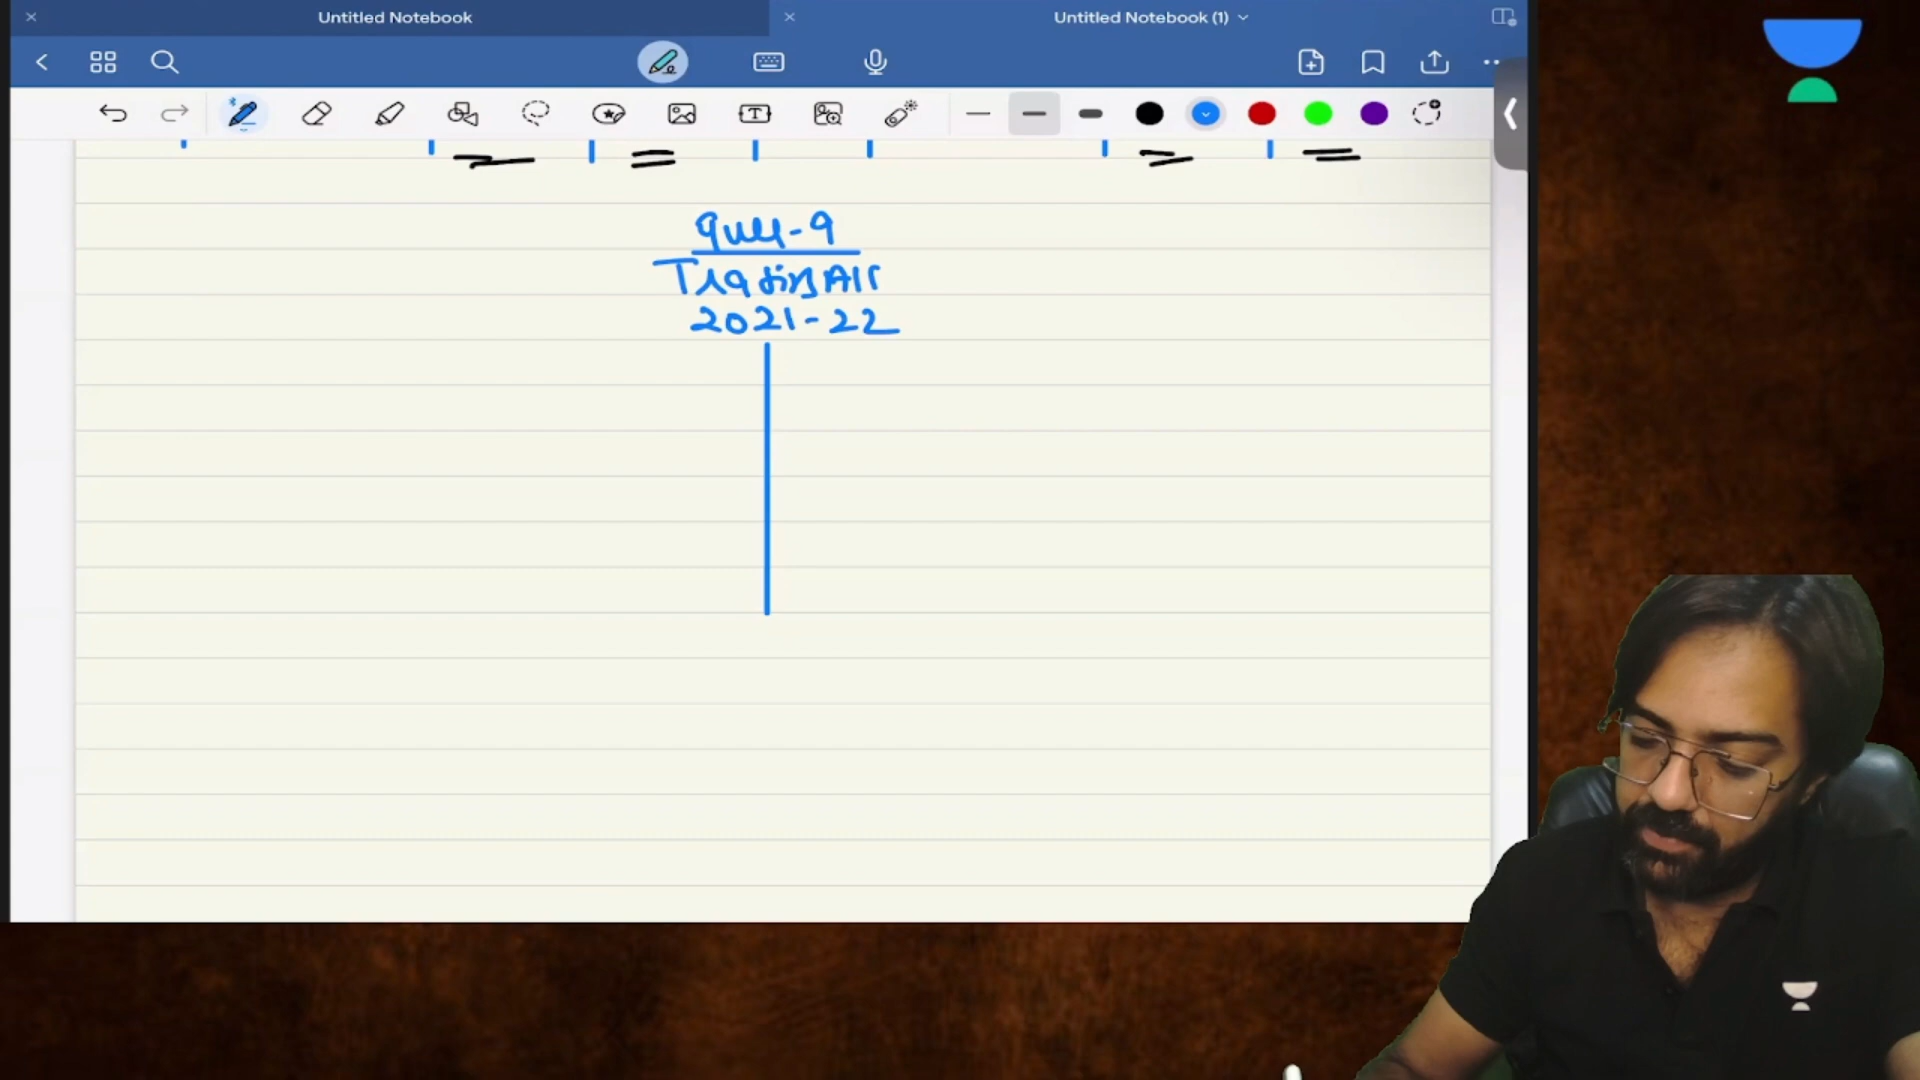 Untitled Notebook
Untitled Notebook (1)
T
Ques-9
Trading A/c
2021-22